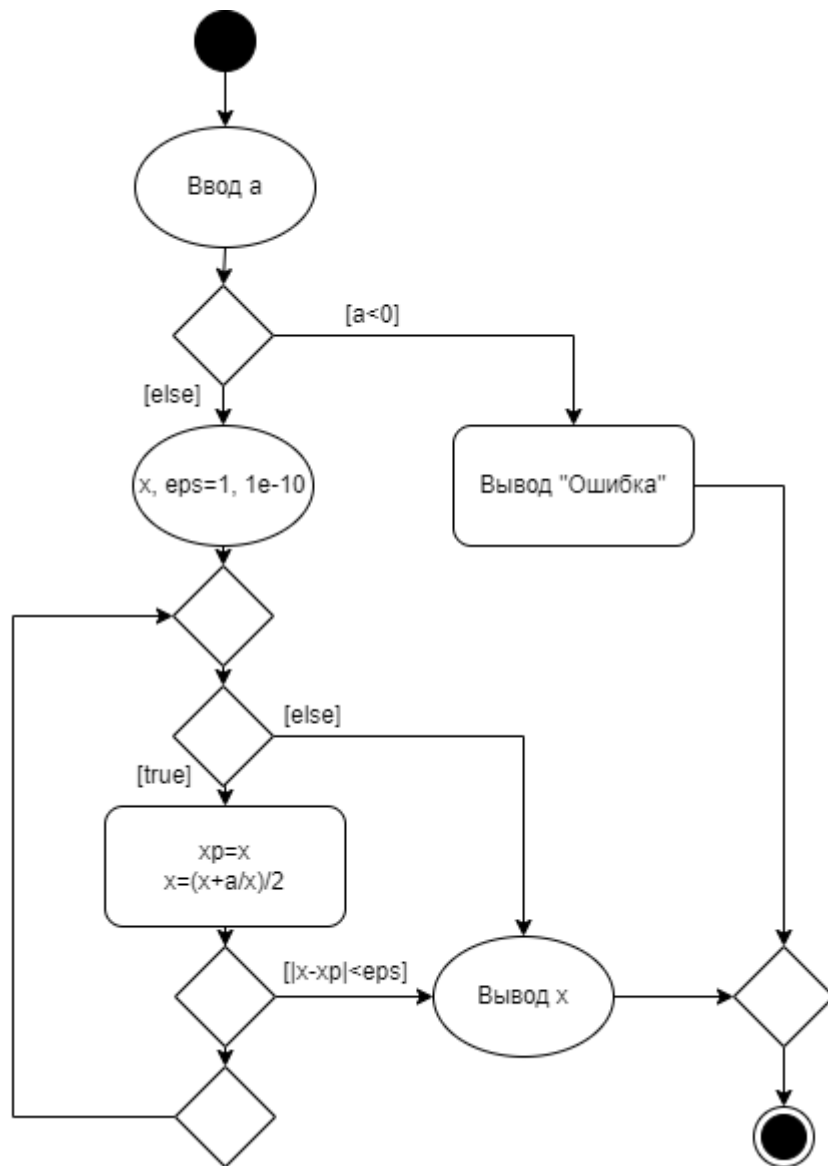 Ввод a
[a<0]
[else]
x, eps=1, 1e-10
Вывод "Ошибка"
[else]
[true]
xp=x
x=(x+a/x)/2
[|x-xp|<eps]
Вывод x